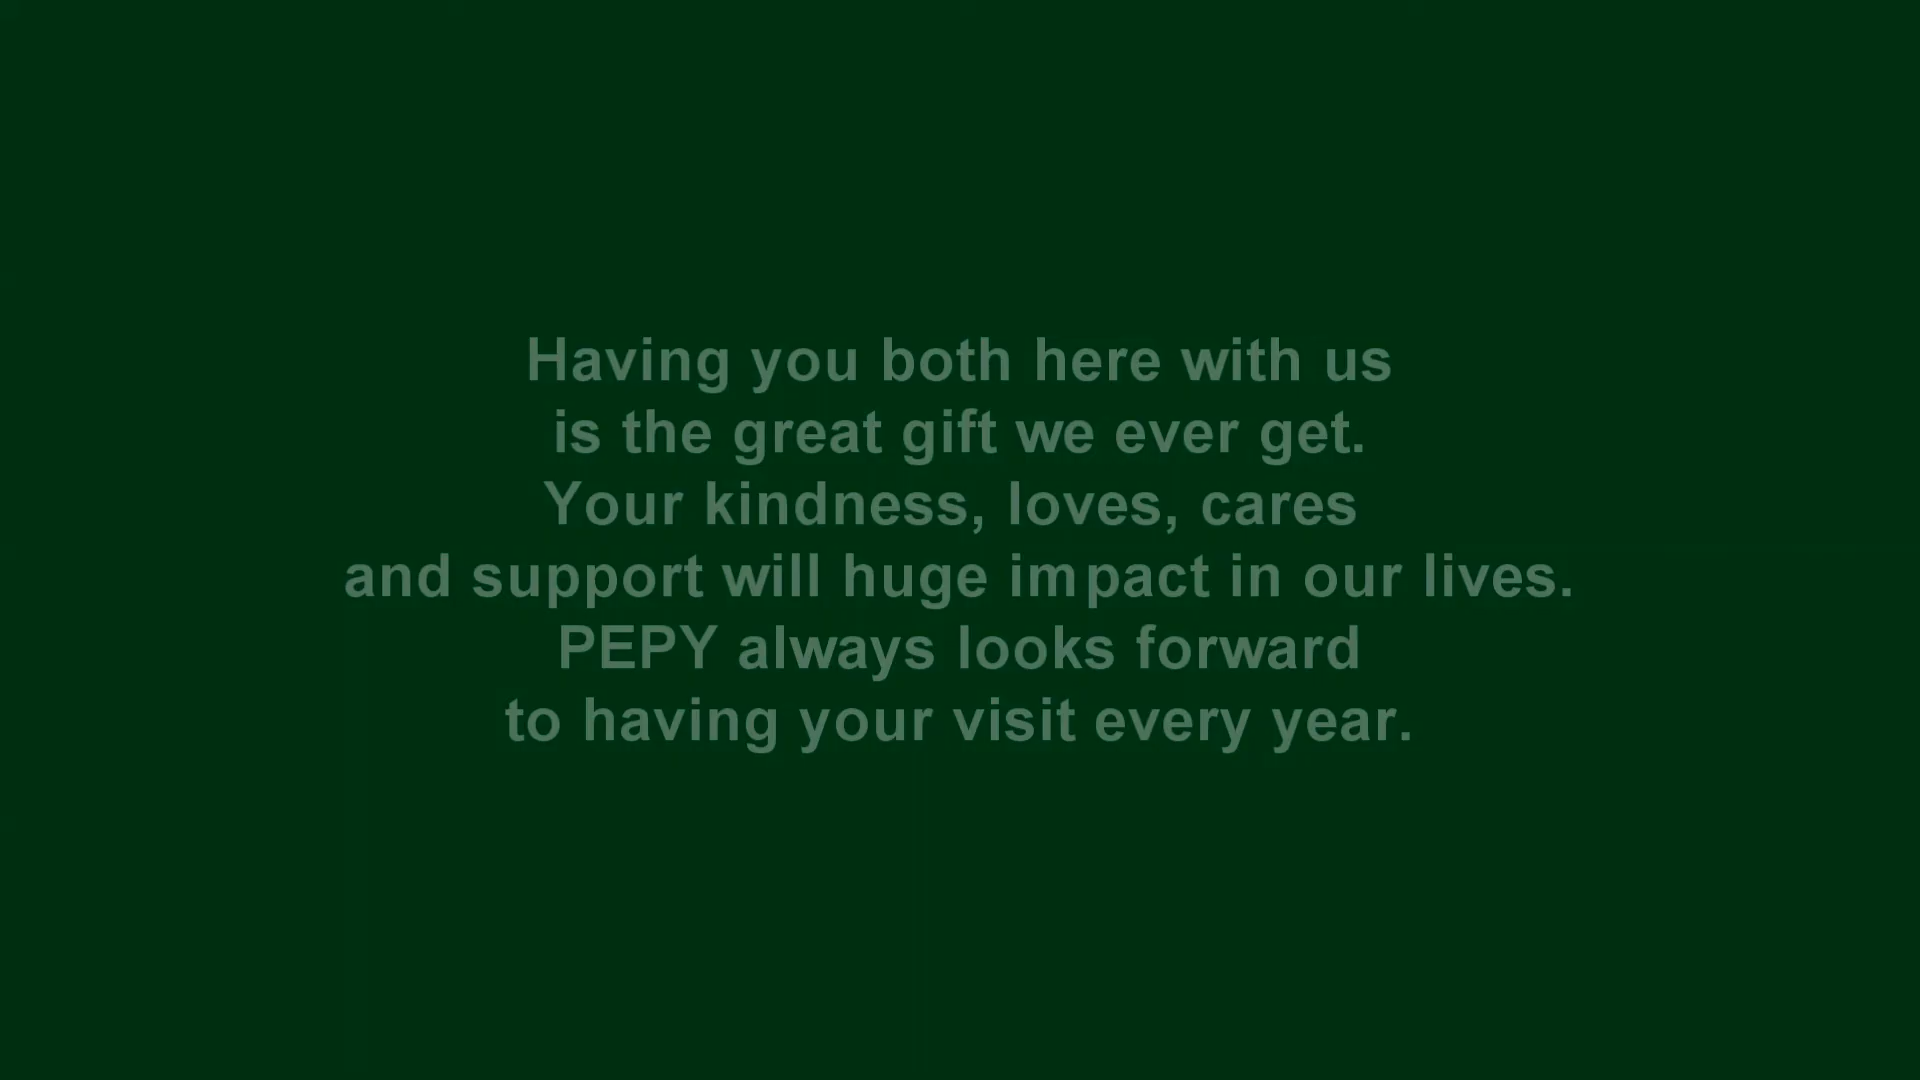 Having you both here with us
is the great gift we ever get.
Your kindness, loves, cares
and support will huge impact in our lives.
PEPY always looks forward
to having your visit every year.